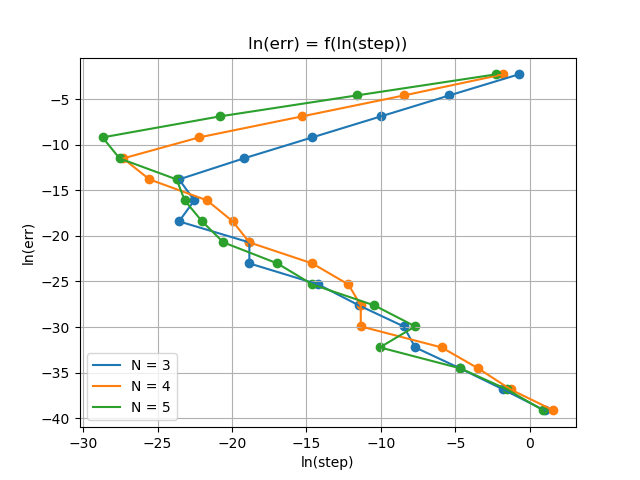 ln(err) = f(ln(step))
ln(err)
−5
−10
−15
−20
−25
−30
−35
−40
N = 3
N = 4
N = 5
−30 −25 −20 −15 −10 −5 0
ln(step)